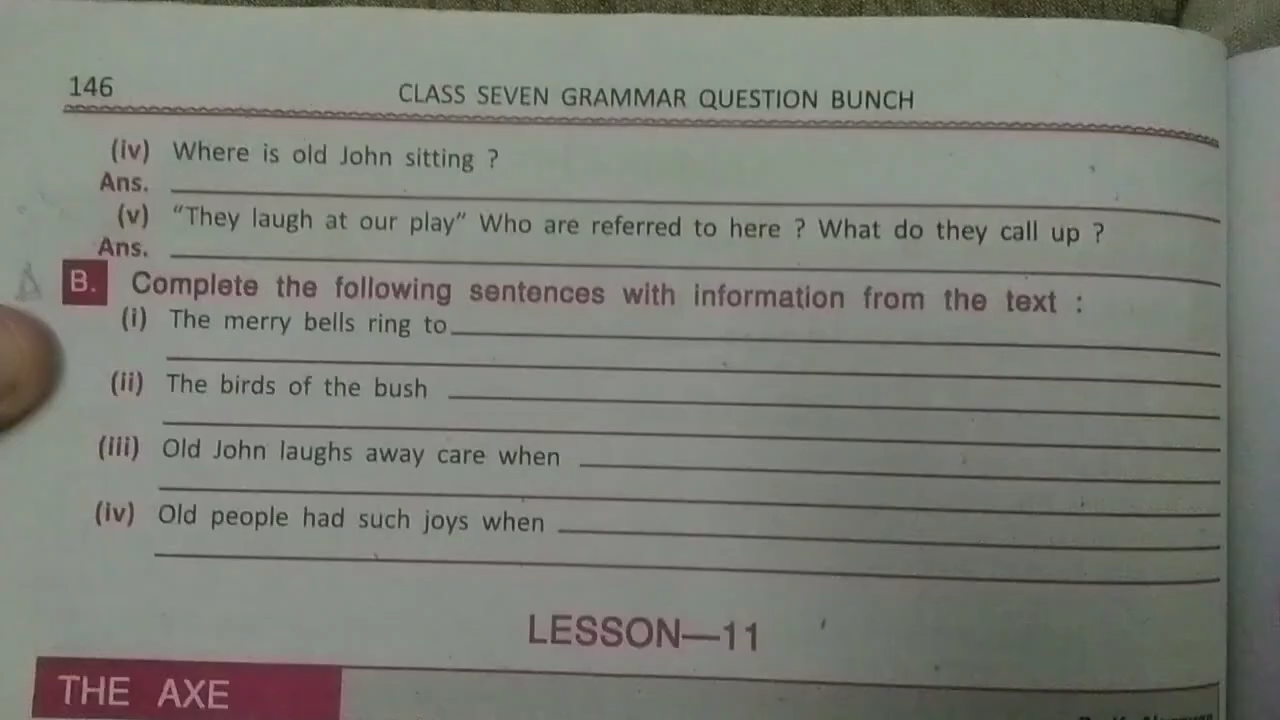 146 CLASS SEVEN GRAMMAR QUESTION BUNCH
(iv) Where is old John sitting ?
Ans.
(v) “They laugh at our play” Who are referred to here ? What do they call up ?
Ans.
B. Complete the following sentences with information from the text :
(i) The merry bells ring to
(ii) The birds of the bush
(iii) Old John laughs away care when
(iv) Old people had such joys when
LESSON—11
THE AXE